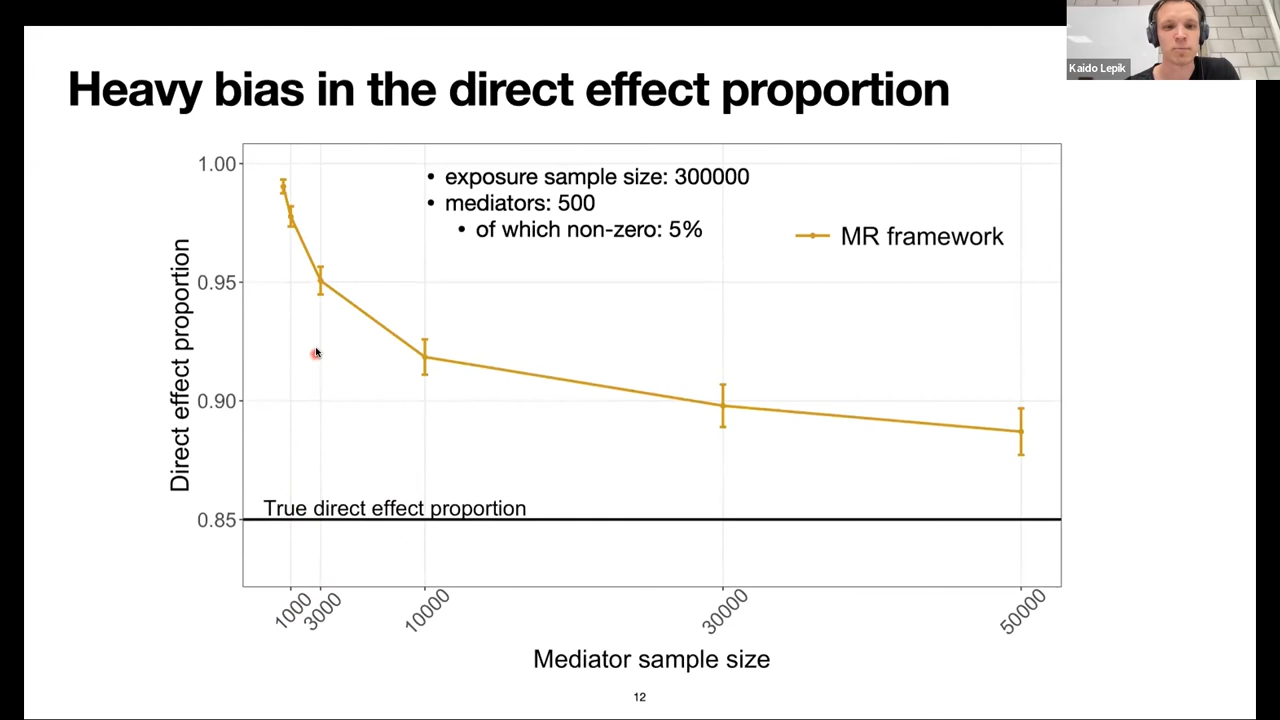 Kaido Lepik
Heavy bias in the direct effect proportion
• exposure sample size: 300000
• mediators: 500
• of which non-zero: 5%
MR framework
Direct effect proportion
1.00
0.95
0.90
0.85
True direct effect proportion
1000
3000
10000
30000
50000
Mediator sample size
12